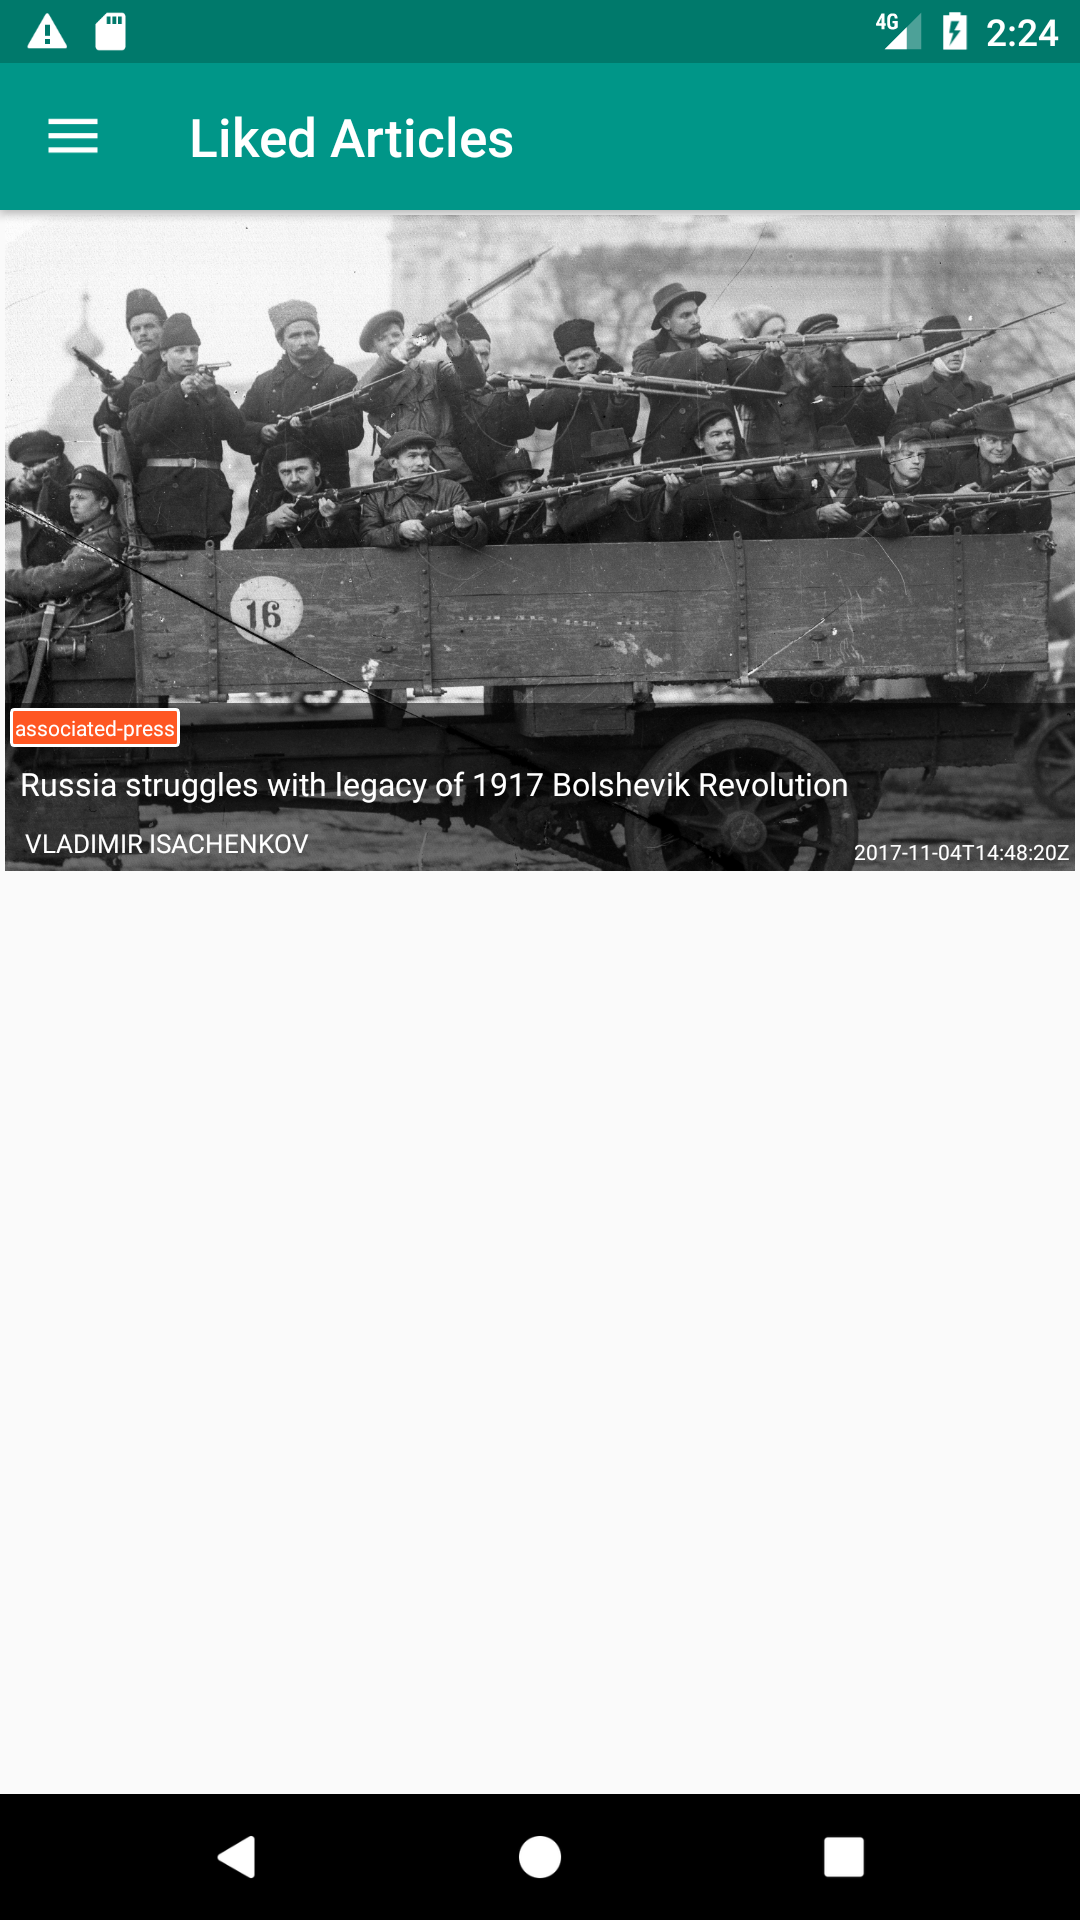 4G 2:24
Liked Articles
16
associated-press
Russia struggles with legacy of 1917 Bolshevik Revolution
VLADIMIR ISACHENKOV
2017-11-04T14:48:20Z